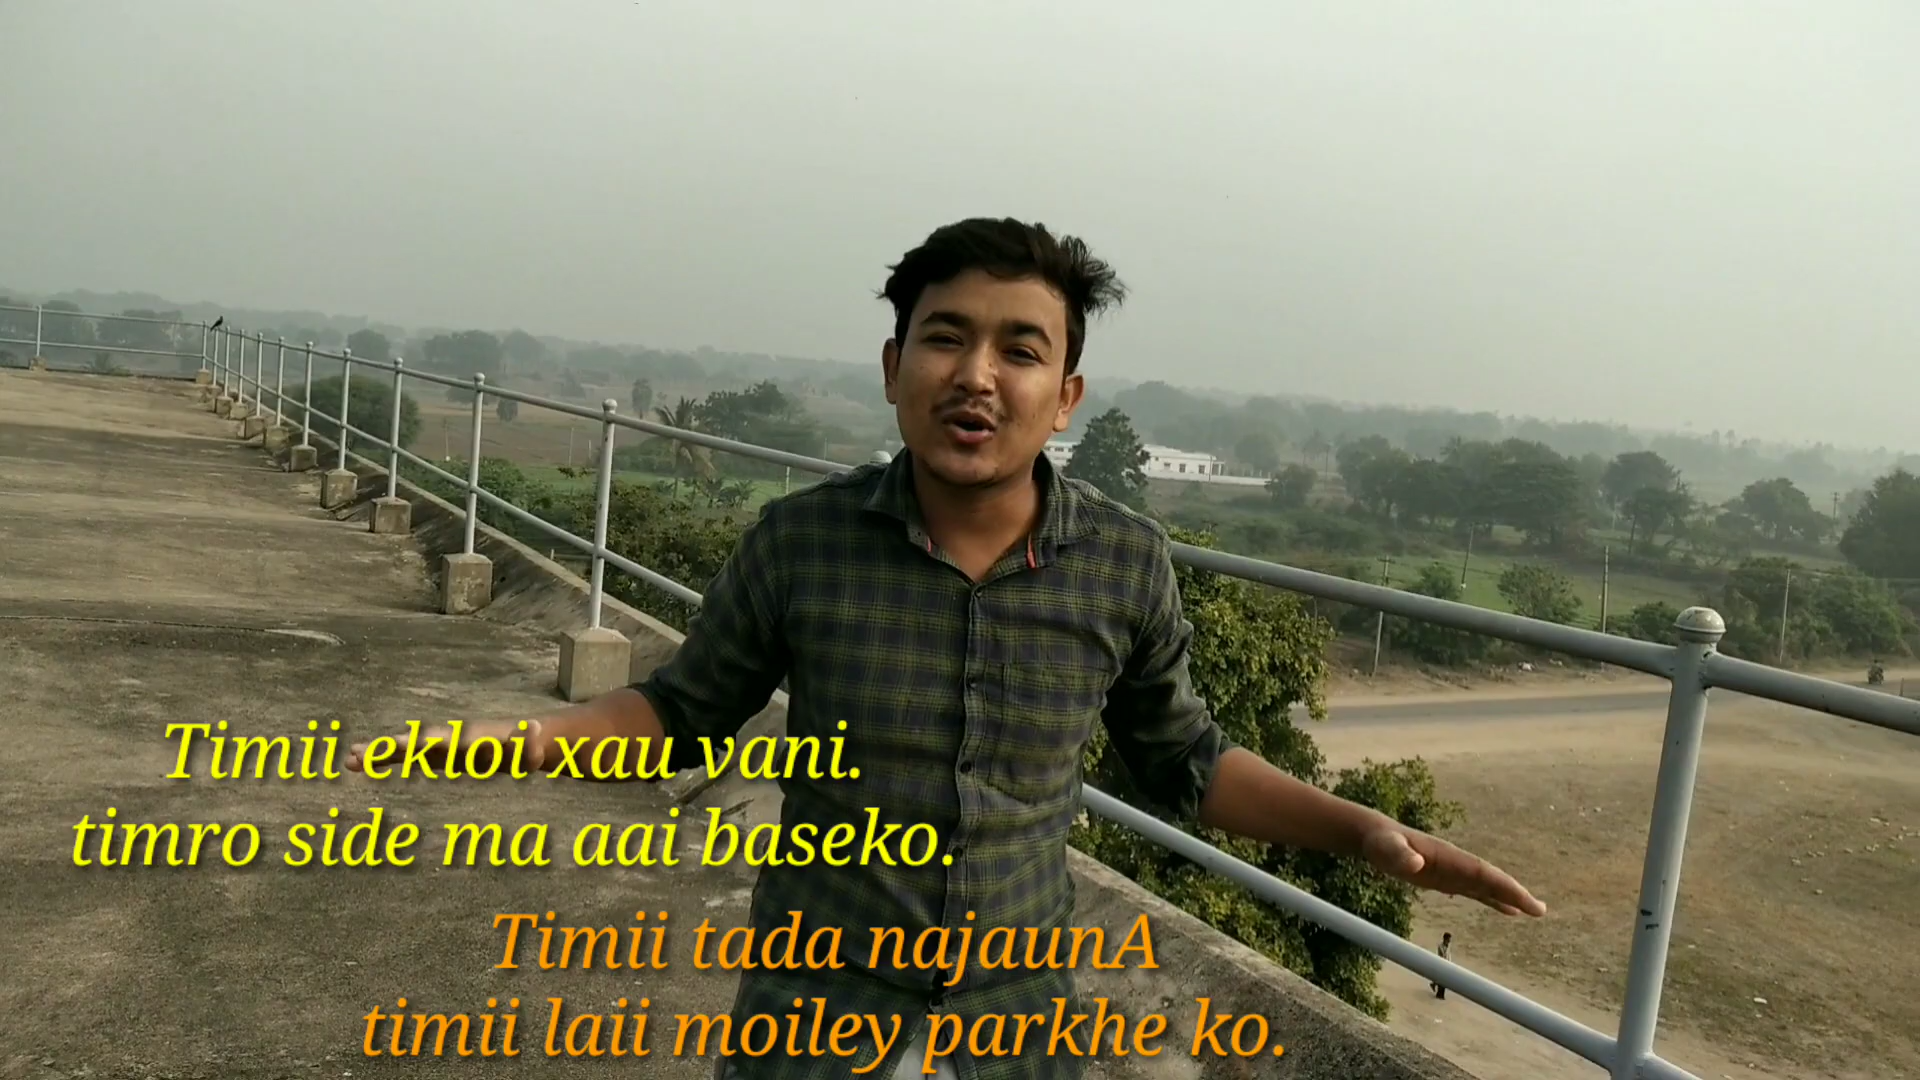 Timii ekloi xau vani.
timro side ma aai baseko.
Timii tada najaunA
timii laii moiley parkhe ko.